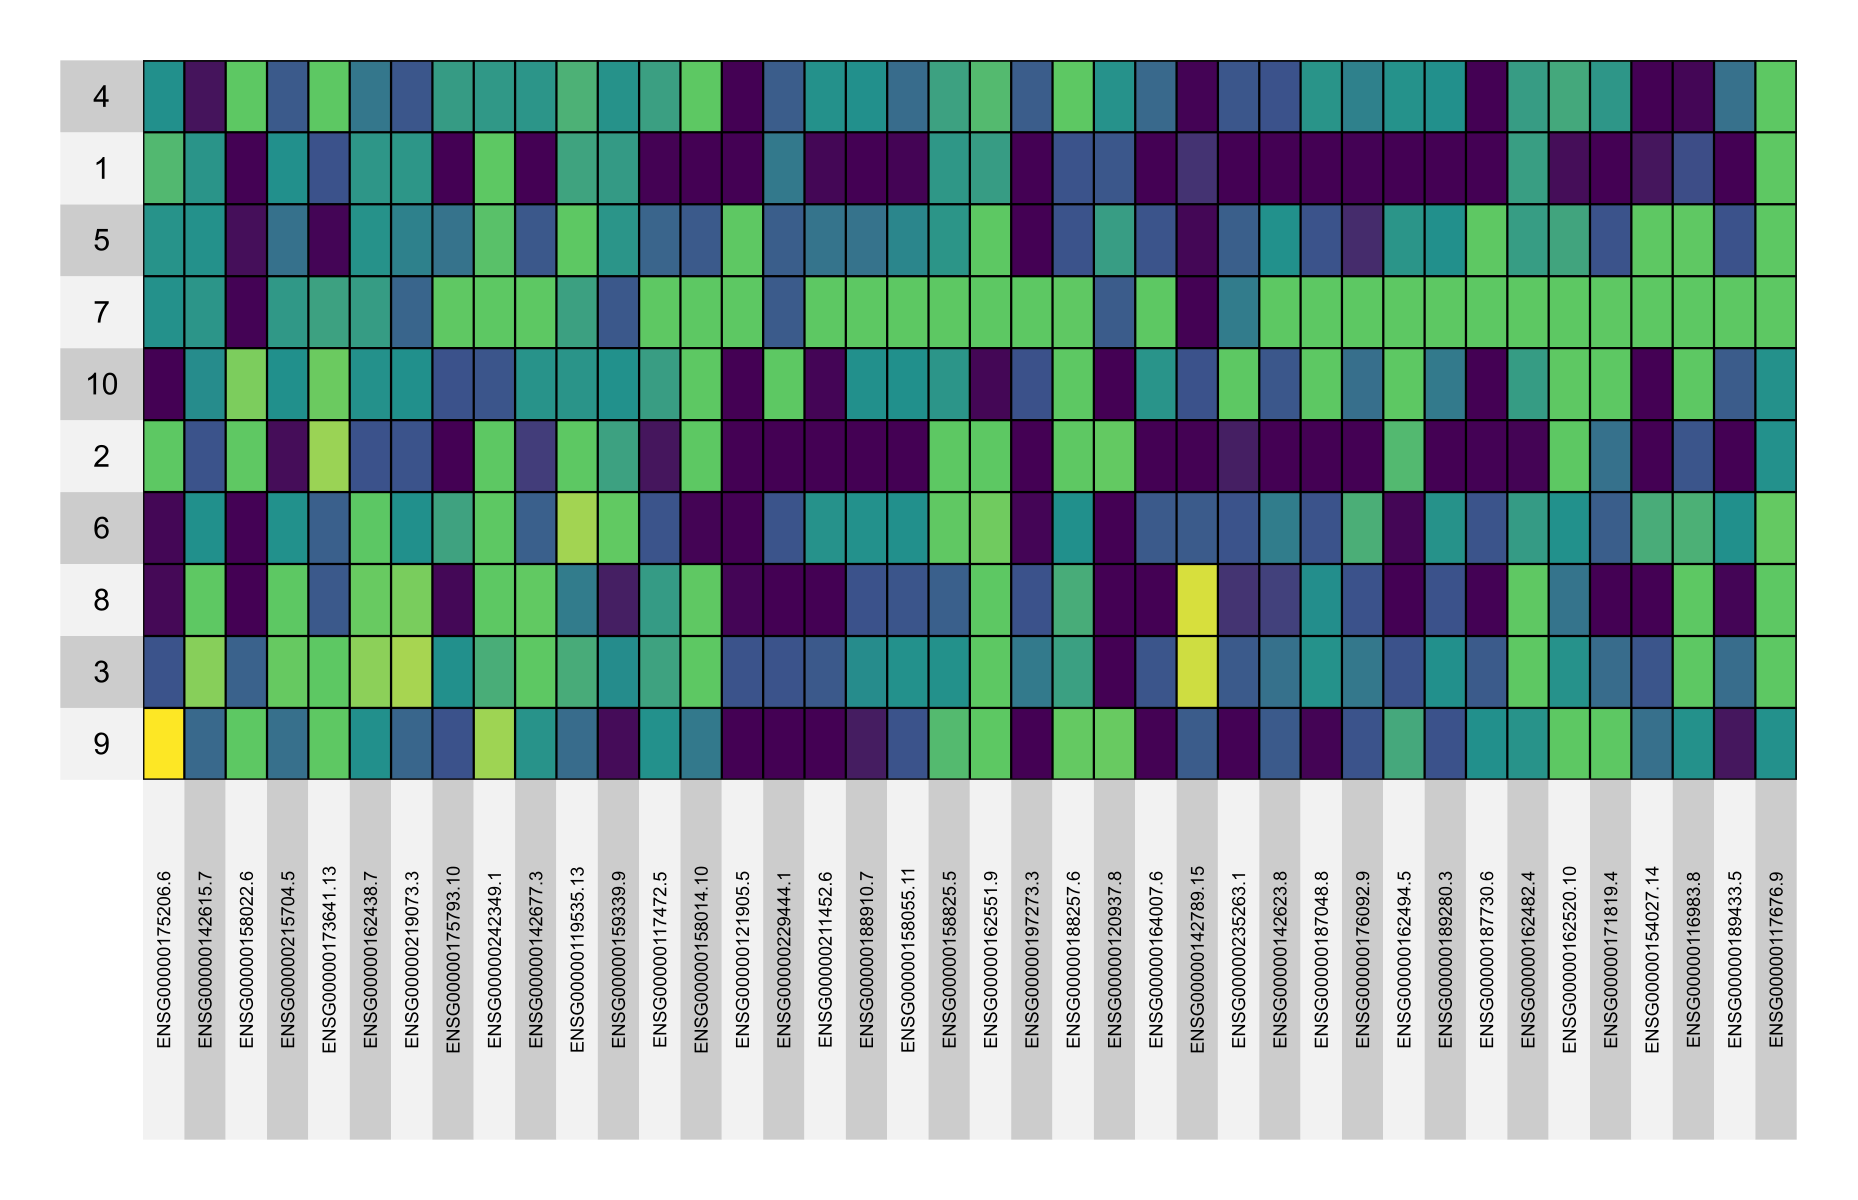 4
1
5
7
10
2
6
8
3
9
ENSG00000175206.6
ENSG00000142615.7
ENSG00000158022.6
ENSG00000215704.5
ENSG00000173641.13
ENSG00000162438.7
ENSG00000219073.3
ENSG00000175793.10
ENSG00000242349.1
ENSG00000142677.3
ENSG00000119535.13
ENSG00000159339.9
ENSG00000117472.5
ENSG00000158014.10
ENSG00000121905.5
ENSG00000229444.1
ENSG00000211452.6
ENSG00000188910.7
ENSG00000158055.11
ENSG00000158825.5
ENSG00000162551.9
ENSG00000197273.3
ENSG00000188257.6
ENSG00000120937.8
ENSG00000164007.6
ENSG00000142789.15
ENSG00000235263.1
ENSG00000142623.8
ENSG00000187048.8
ENSG00000176092.9
ENSG00000162494.5
ENSG00000189280.3
ENSG00000187730.6
ENSG00000162482.4
ENSG00000162520.10
ENSG00000171819.4
ENSG00000154027.14
ENSG00000116983.8
ENSG00000189433.5
ENSG00000117676.9